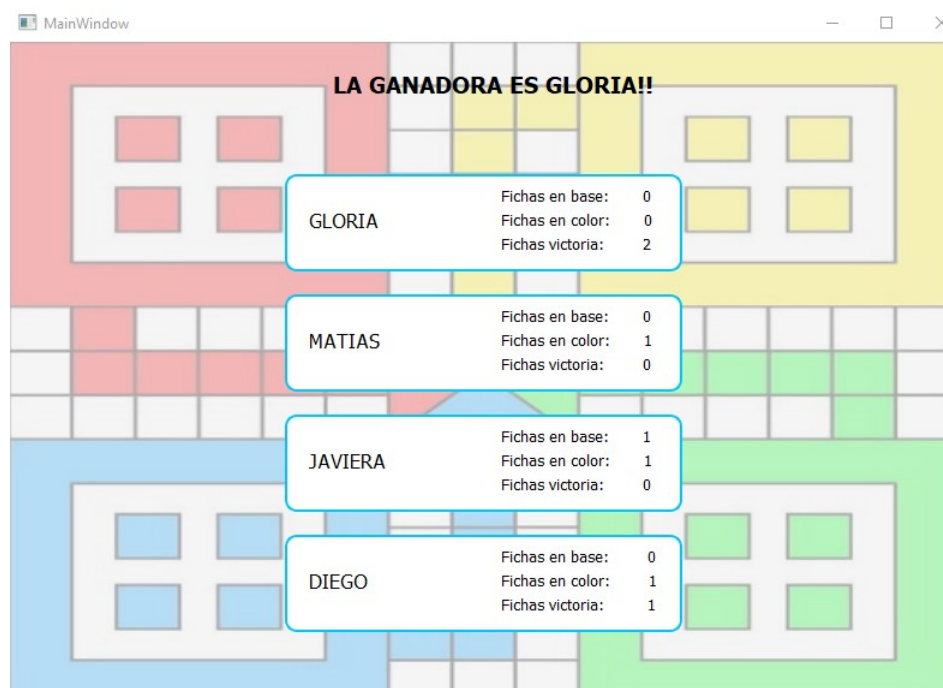 MainWindow
LA GANADORA ES GLORIA!!
GLORIA
Fichas en base: 0
Fichas en color: 0
Fichas victoria: 2
MATIAS
Fichas en base: 0
Fichas en color: 1
Fichas victoria: 0
JAVIERA
Fichas en base: 1
Fichas en color: 1
Fichas victoria: 0
DIEGO
Fichas en base: 0
Fichas en color: 1
Fichas victoria: 1